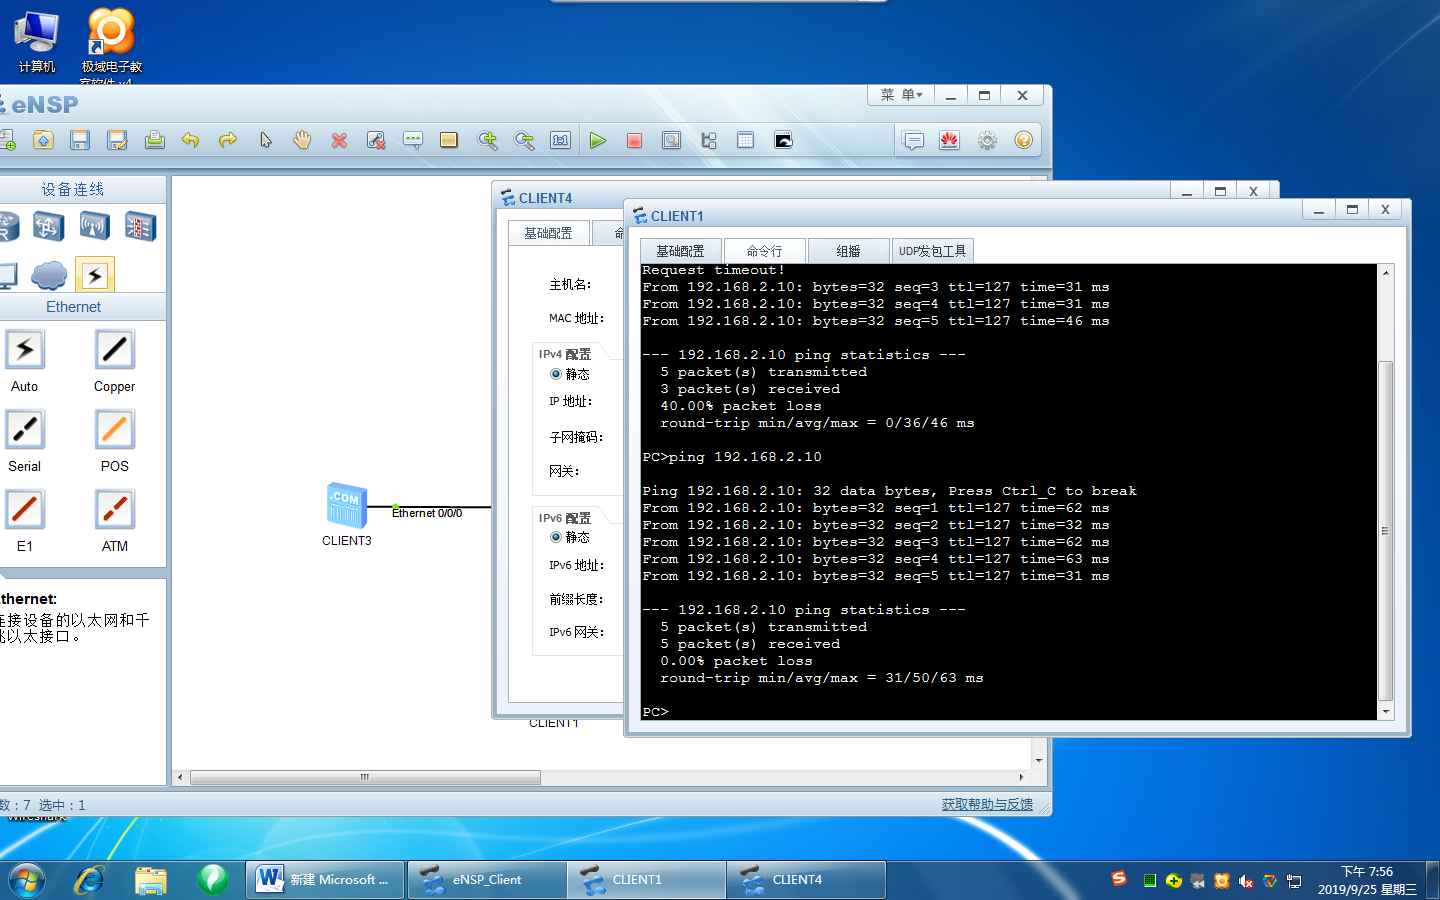 计算机
极域电子教
室软件 v4
eNSP
菜 单
设备连线
Ethernet
Auto
Copper
Serial
POS
E1
ATM
thernet:
连接设备的以太网和千
兆以太接口。
.COM
Ethernet 0/0/0
CLIENT3
CLIENT1
CLIENT4
基础配置
命
主机名:
MAC 地址:
IPv4 配置
静态
IP 地址:
子网掩码:
网关:
IPv6 配置
静态
IPv6 地址:
前缀长度:
IPv6 网关:
CLIENT1
基础配置
命令行
组播
UDP发包工具
Request timeout!
From 192.168.2.10: bytes=32 seq=3 ttl=127 time=31 ms
From 192.168.2.10: bytes=32 seq=4 ttl=127 time=31 ms
From 192.168.2.10: bytes=32 seq=5 ttl=127 time=46 ms
--- 192.168.2.10 ping statistics ---
5 packet(s) transmitted
3 packet(s) received
40.00% packet loss
round-trip min/avg/max = 0/36/46 ms
PC>ping 192.168.2.10
Ping 192.168.2.10: 32 data bytes, Press Ctrl_C to break
From 192.168.2.10: bytes=32 seq=1 ttl=127 time=62 ms
From 192.168.2.10: bytes=32 seq=2 ttl=127 time=32 ms
From 192.168.2.10: bytes=32 seq=3 ttl=127 time=62 ms
From 192.168.2.10: bytes=32 seq=4 ttl=127 time=63 ms
From 192.168.2.10: bytes=32 seq=5 ttl=127 time=31 ms
--- 192.168.2.10 ping statistics ---
5 packet(s) transmitted
5 packet(s) received
0.00% packet loss
round-trip min/avg/max = 31/50/63 ms
PC>
数：7 选中：1
获取帮助与反馈
Wireshark
新建 Microsoft ...
eNSP_Client
CLIENT1
CLIENT4
下午 7:56
2019/9/25 星期三